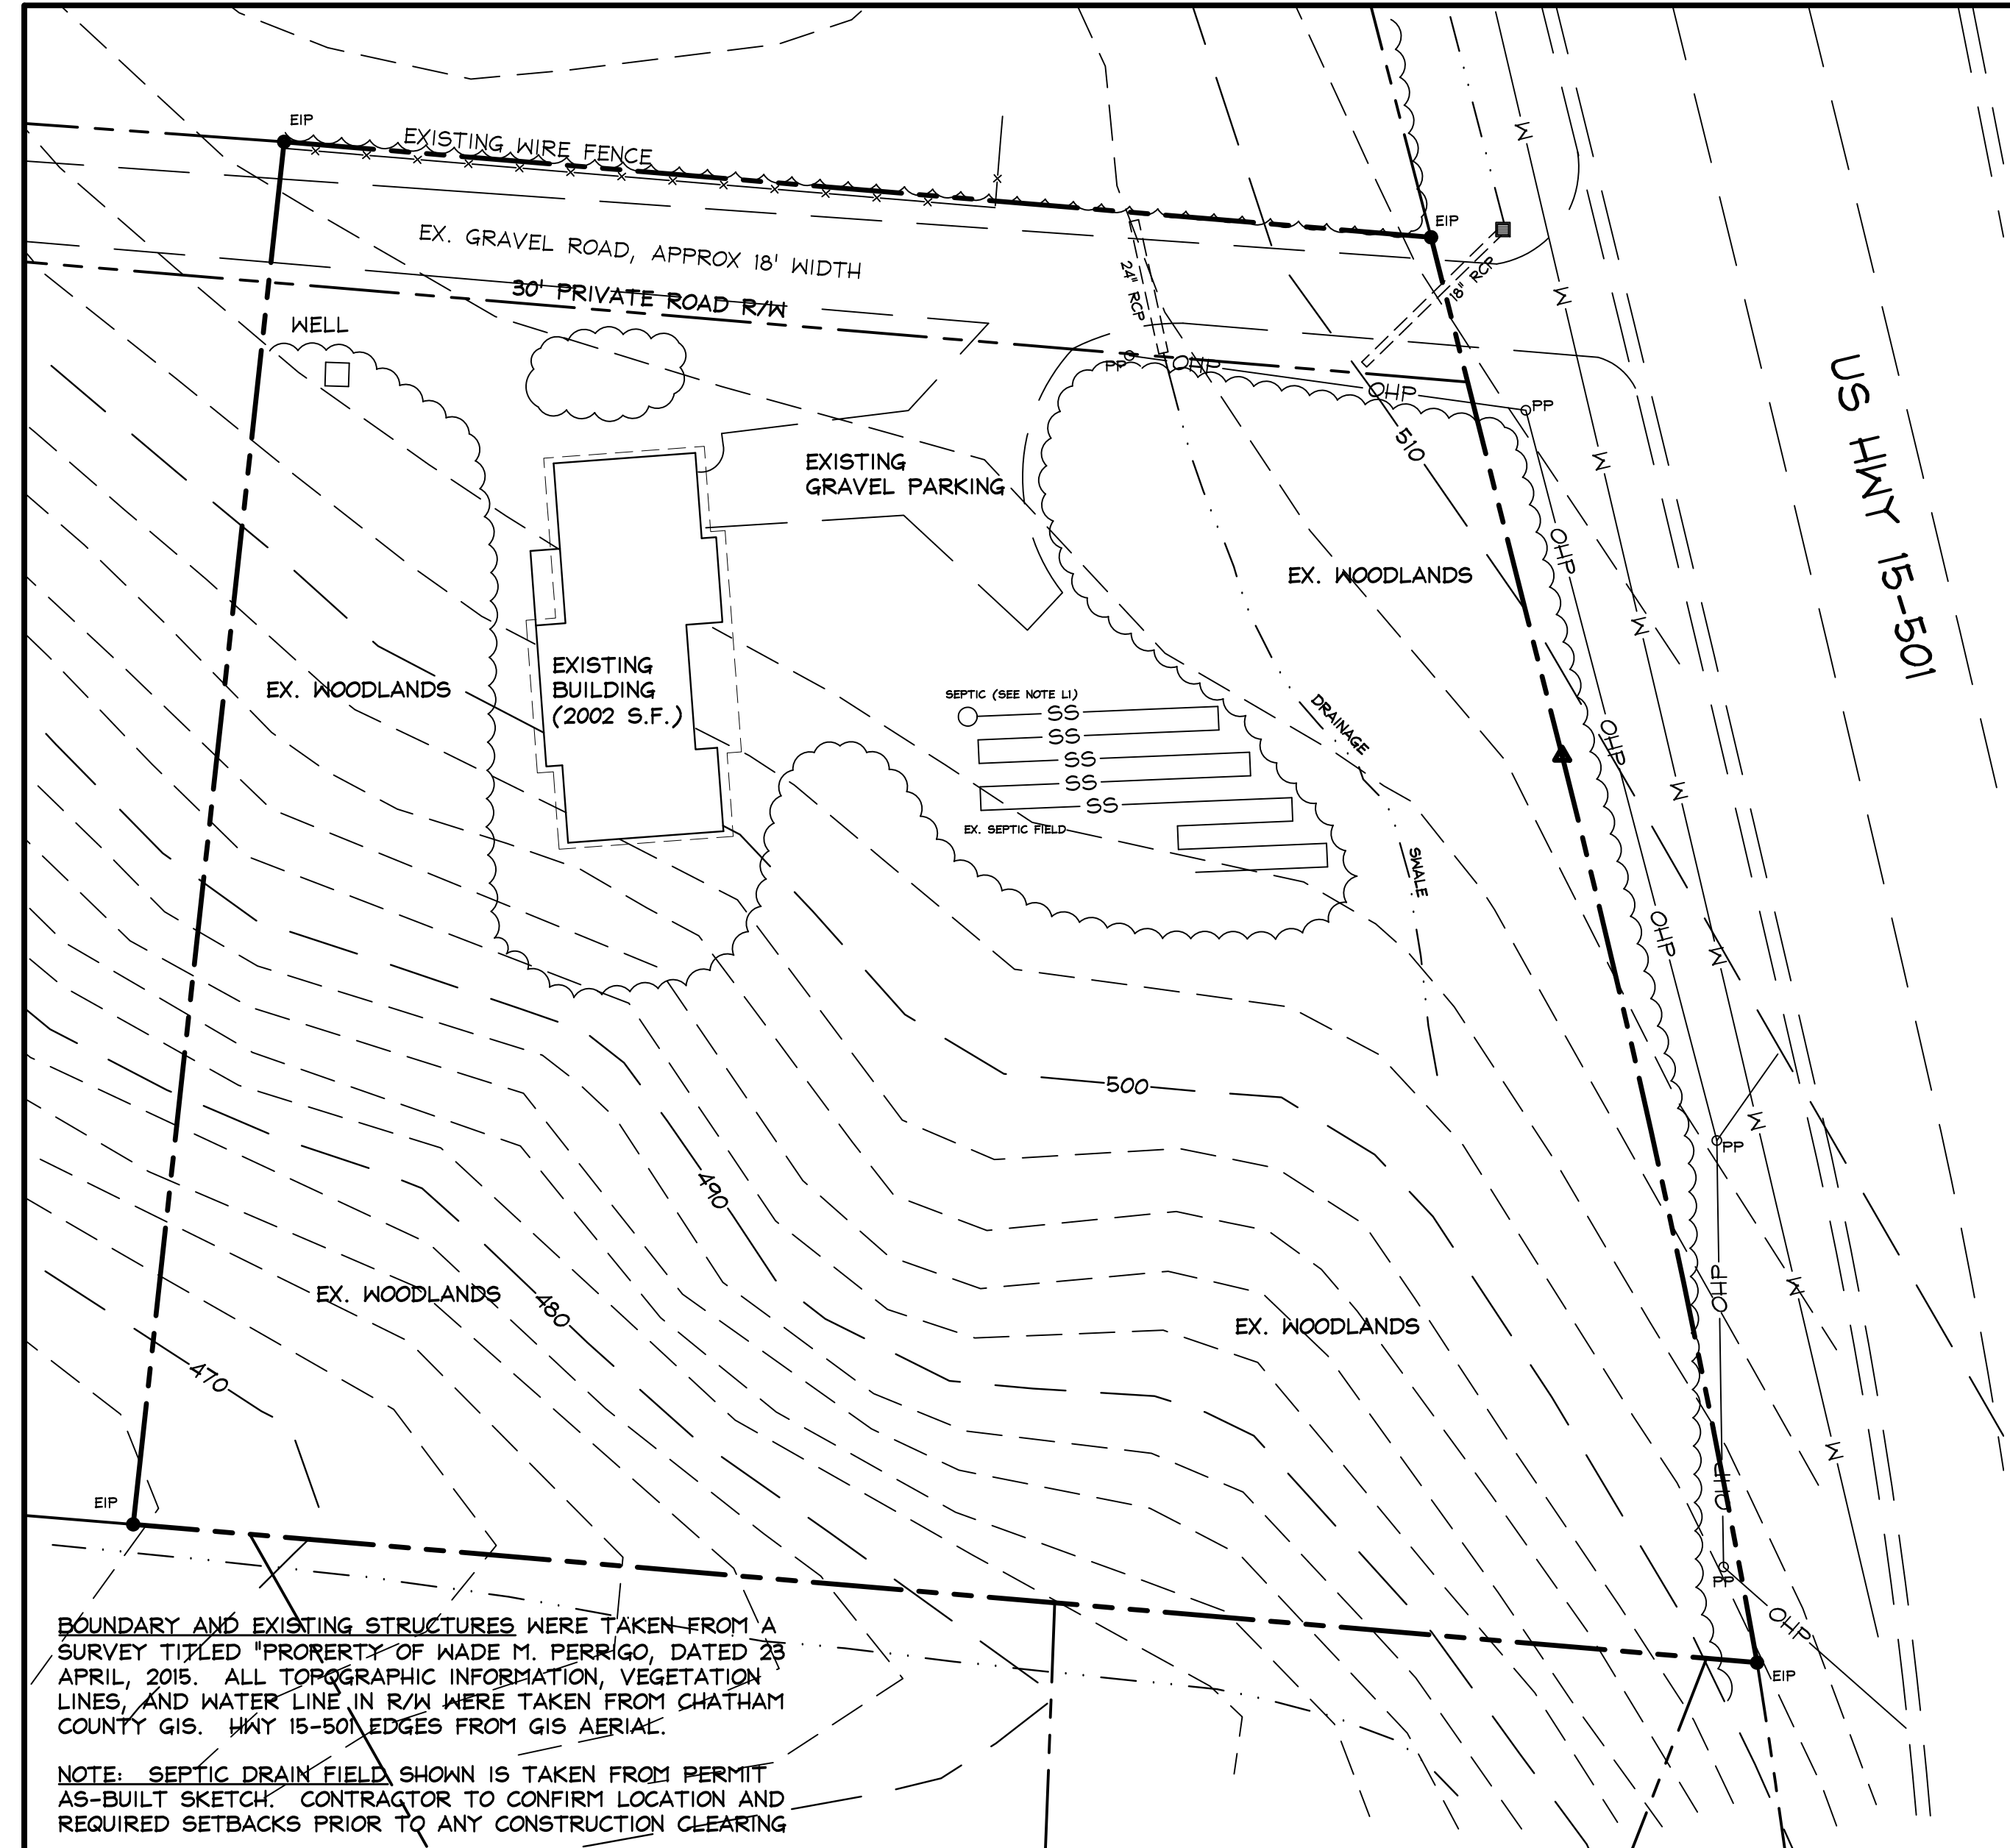 EIP
EXISTING WIRE FENCE
EIP
EX. GRAVEL ROAD, APPROX 18' WIDTH
30' PRIVATE ROAD R/W
24" RCP
18" RCP
W
W
W
W
W
W
W
W
W
WELL
PP
OHP
OHP
PP
510
US HWY 15-501
EXISTING
GRAVEL PARKING
OHP
EX. WOODLANDS
EX. WOODLANDS
EXISTING
BUILDING
(2002 S.F.)
SEPTIC (SEE NOTE L1)
SS
SS
SS
SS
SS
EX. SEPTIC FIELD
DRAINAGE
SWALE
OHP
OHP
500
PP
490
OHP
EX. WOODLANDS
480
EX. WOODLANDS
470
OHP
EIP
PP
OHP
EIP
BOUNDARY AND EXISTING STRUCTURES WERE TAKEN FROM A
SURVEY TITLED "PROPERTY OF WADE M. PERRIGO, DATED 23
APRIL, 2015. ALL TOPOGRAPHIC INFORMATION, VEGETATION
LINES, AND WATER LINE IN R/W WERE TAKEN FROM CHATHAM
COUNTY GIS. HWY 15-501 EDGES FROM GIS AERIAL.
NOTE: SEPTIC DRAIN FIELD SHOWN IS TAKEN FROM PERMIT
AS-BUILT SKETCH. CONTRACTOR TO CONFIRM LOCATION AND
REQUIRED SETBACKS PRIOR TO ANY CONSTRUCTION CLEARING